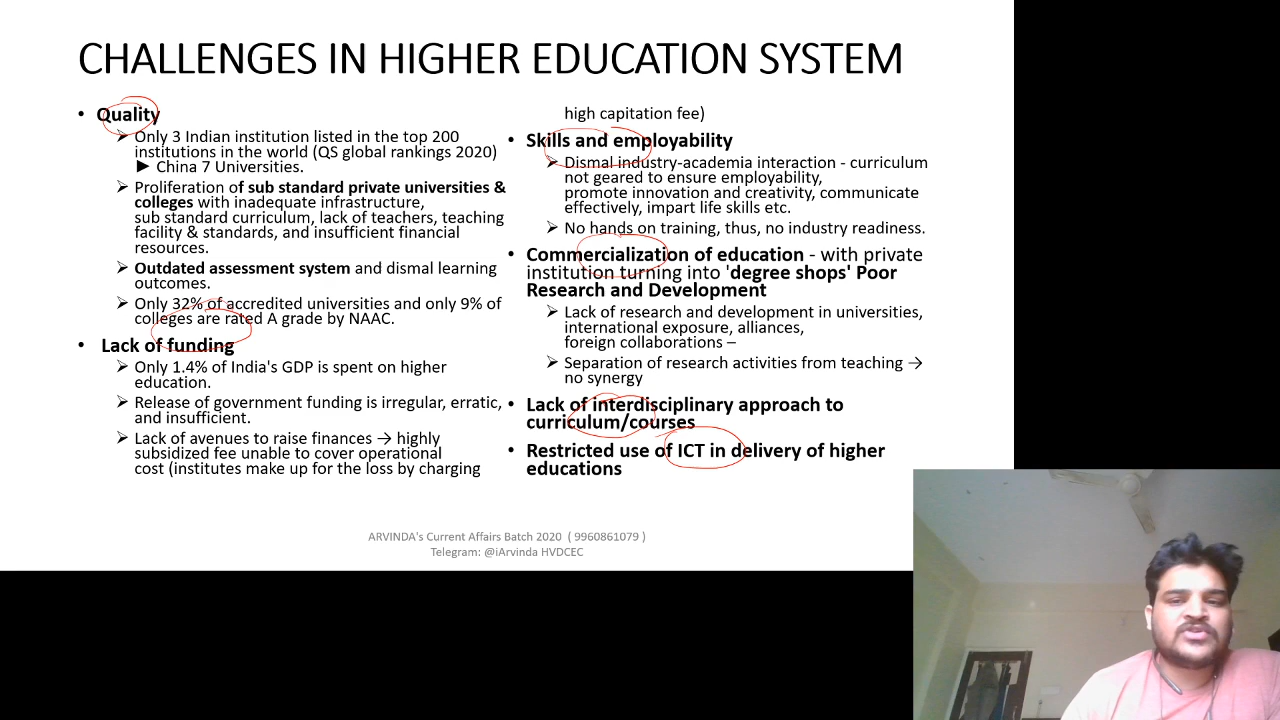 CHALLENGES IN HIGHER EDUCATION SYSTEM
• Quality
➢ Only 3 Indian institution listed in the top 200
institutions in the world (QS global rankings 2020)
► China 7 Universities.
➢ Proliferation of sub standard private universities &
colleges with inadequate infrastructure,
sub standard curriculum, lack of teachers, teaching
facility & standards, and insufficient financial
resources.
➢ Outdated assessment system and dismal learning
outcomes.
➢ Only 32% of accredited universities and only 9% of
colleges are rated A grade by NAAC.
• Lack of funding
➢ Only 1.4% of India's GDP is spent on higher
education.
➢ Release of government funding is irregular, erratic,
and insufficient.
➢ Lack of avenues to raise finances → highly
subsidized fee unable to cover operational
cost (institutes make up for the loss by charging
high capitation fee)
• Skills and employability
➢ Dismal industry-academia interaction - curriculum
not geared to ensure employability,
promote innovation and creativity, communicate
effectively, impart life skills etc.
➢ No hands on training, thus, no industry readiness.
• Commercialization of education - with private
institution turning into 'degree shops' Poor
Research and Development
➢ Lack of research and development in universities,
international exposure, alliances,
foreign collaborations –
➢ Separation of research activities from teaching →
no synergy
• Lack of interdisciplinary approach to
curriculum/courses
• Restricted use of ICT in delivery of higher
educations
ARVINDA's Current Affairs Batch 2020 ( 9960861079 )
Telegram: @iArvinda HVDCEC